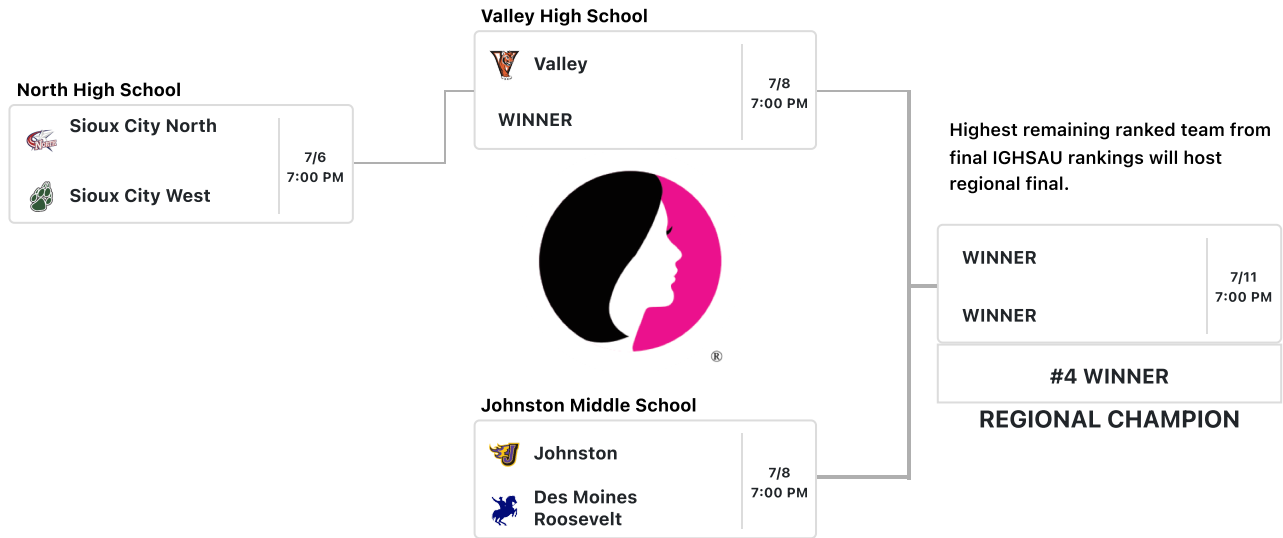 North High School
NORTH
Sioux City North
Sioux City West
7/6
7:00 PM
Valley High School
V
Valley
WINNER
7/8
7:00 PM
®
Johnston Middle School
J
Johnston
Des Moines
Roosevelt
7/8
7:00 PM
Highest remaining ranked team from
final IGHSAU rankings will host
regional final.
WINNER
WINNER
7/11
7:00 PM
#4 WINNER
REGIONAL CHAMPION